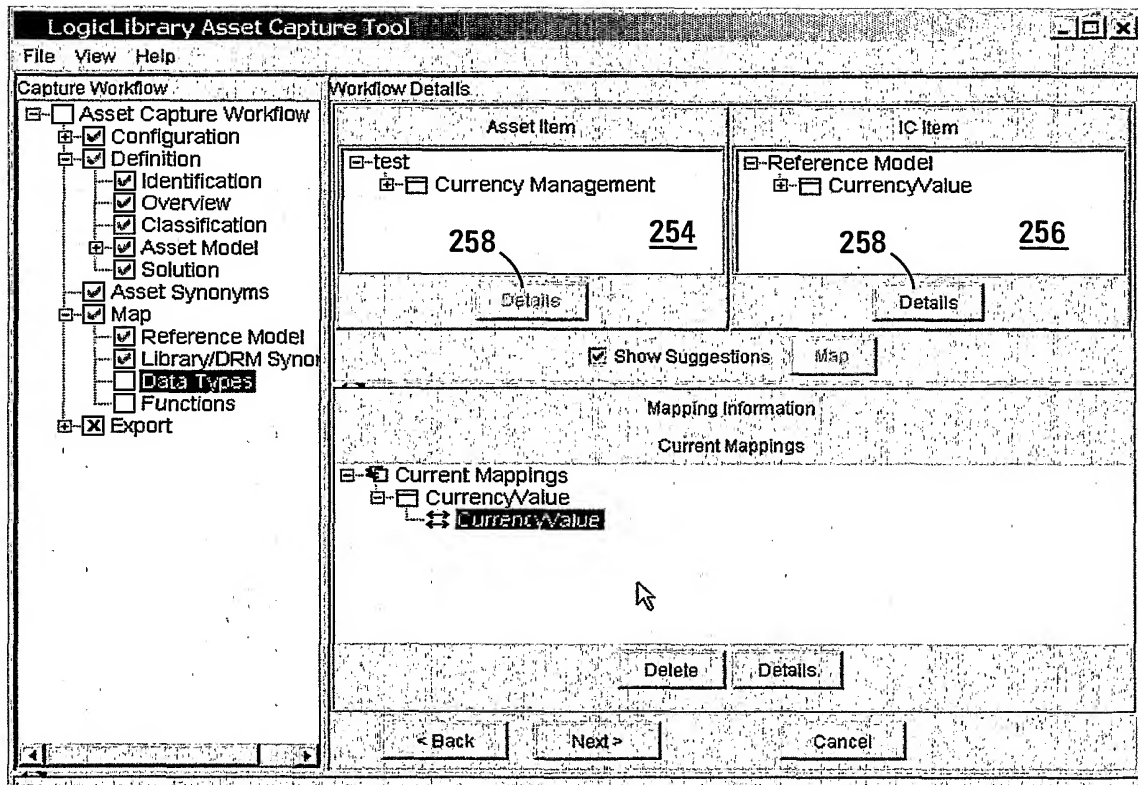 LogicLibrary Asset Capture Tool
File View Help
Capture Workflow
Asset Capture Workflow
Configuration
Definition
Identification
Overview
Classification
Asset Model
Solution
Asset Synonyms
Map
Reference Model
Library/DRM Synor
Data Types
Functions
Export
Workflow Details
Asset Item
IC Item
test
Currency Management
258
254
Details
Reference Model
CurrencyValue
258
256
Details
Show Suggestions
Map
Mapping Information
Current Mappings
Current Mappings
CurrencyValue
CurrencyValue
Delete
Details
< Back
Next >
Cancel